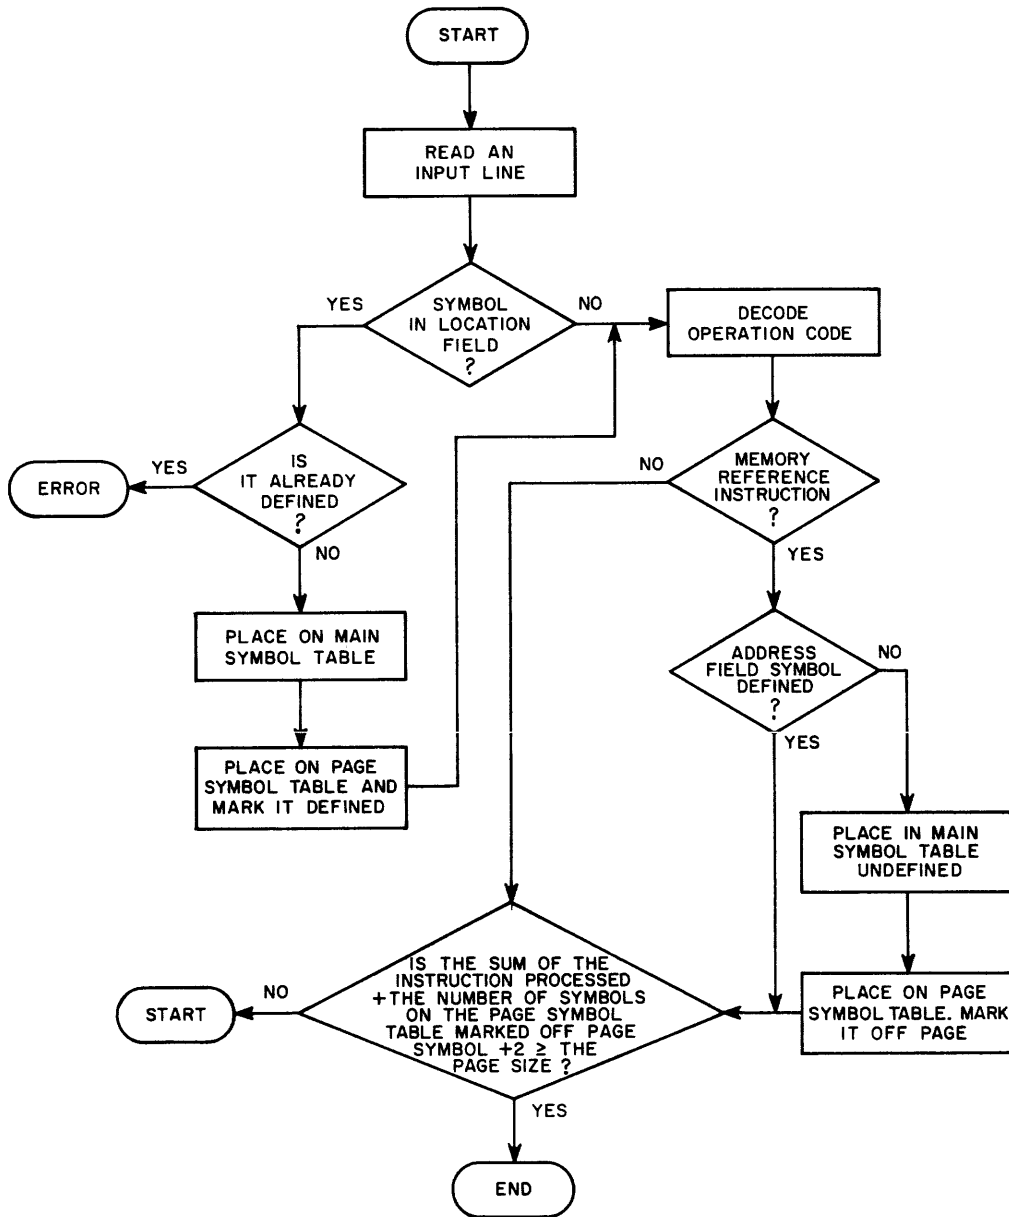 START
READ AN
INPUT LINE
YES
SYMBOL
IN LOCATION
FIELD
?
NO
DECODE
OPERATION CODE
ERROR
YES
IS
IT ALREADY
DEFINED
?
NO
NO
MEMORY
REFERENCE
INSTRUCTION
?
YES
PLACE ON MAIN
SYMBOL TABLE
PLACE ON PAGE
SYMBOL TABLE AND
MARK IT DEFINED
ADDRESS
FIELD SYMBOL
DEFINED
?
NO
YES
PLACE IN MAIN
SYMBOL TABLE
UNDEFINED
PLACE ON PAGE
SYMBOL TABLE. MARK
IT OFF PAGE
START
NO
IS THE SUM OF THE
INSTRUCTION PROCESSED
+THE NUMBER OF SYMBOLS
ON THE PAGE SYMBOL
TABLE MARKED OFF PAGE
SYMBOL +2 ≥ THE
PAGE SIZE ?
YES
END